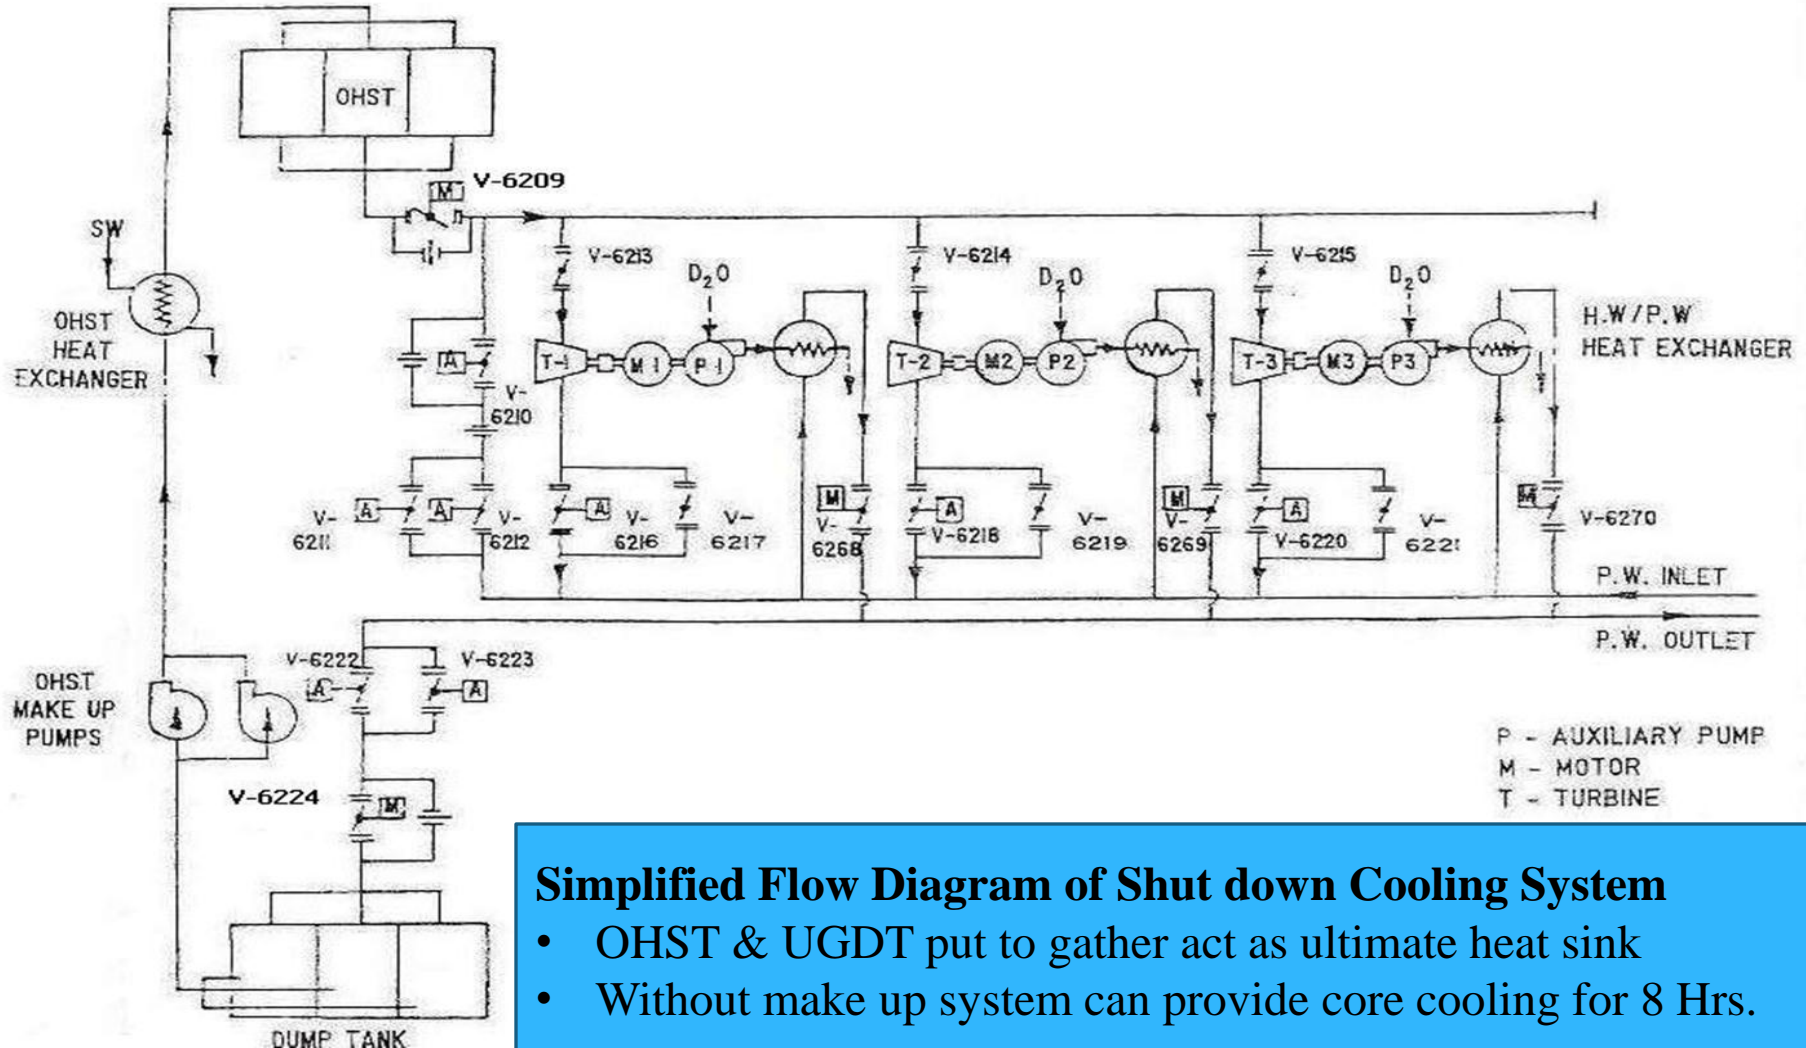 OHST
V-6209
SW
V-6213
V-6214
V-6215
D₂O
D₂O
D₂O
OHST
HEAT
EXCHANGER
H.W/P.W
HEAT EXCHANGER
A
T-1
M1
P1
T-2
M2
P2
T-3
M3
P3
V-
6210
A
V-
6211
A
V-
6212
A
V-
6216
V-
6217
M
V-
6268
A
V-6218
V-
6219
M
V-
6269
A
V-6220
V-
6221
M
V-6270
M
P.W. INLET
P.W. OUTLET
V-6222
V-6223
A
A
OHST
MAKE UP
PUMPS
V-6224
M
P - AUXILIARY PUMP
M - MOTOR
T - TURBINE
DUMP TANK
Simplified Flow Diagram of Shut down Cooling System
• OHST & UGDT put to gather act as ultimate heat sink
• Without make up system can provide core cooling for 8 Hrs.